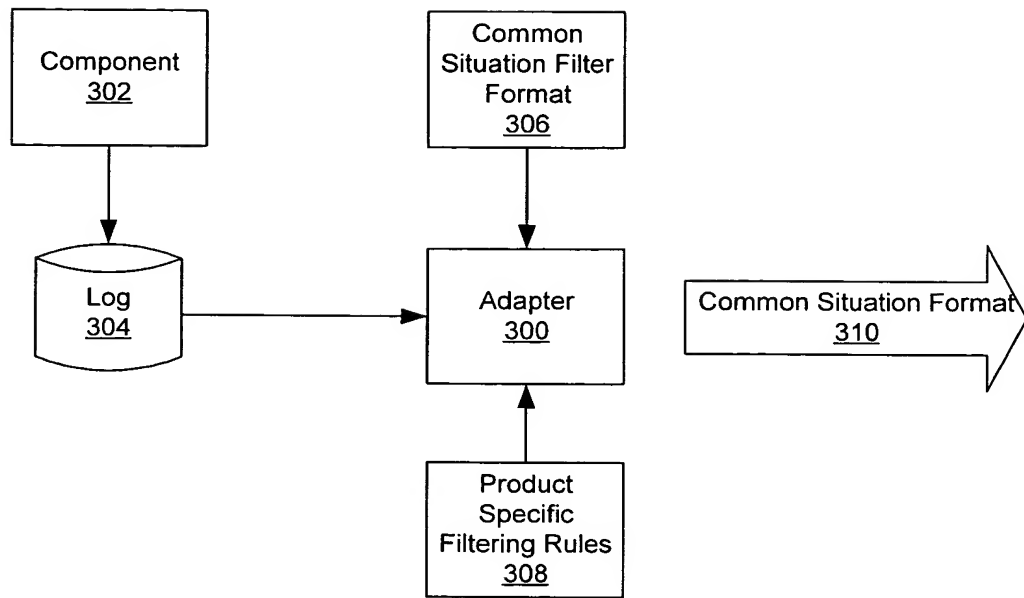 Component
302
Common
Situation Filter
Format
306
Log
304
Adapter
300
Common Situation Format
310
Product
Specific
Filtering Rules
308